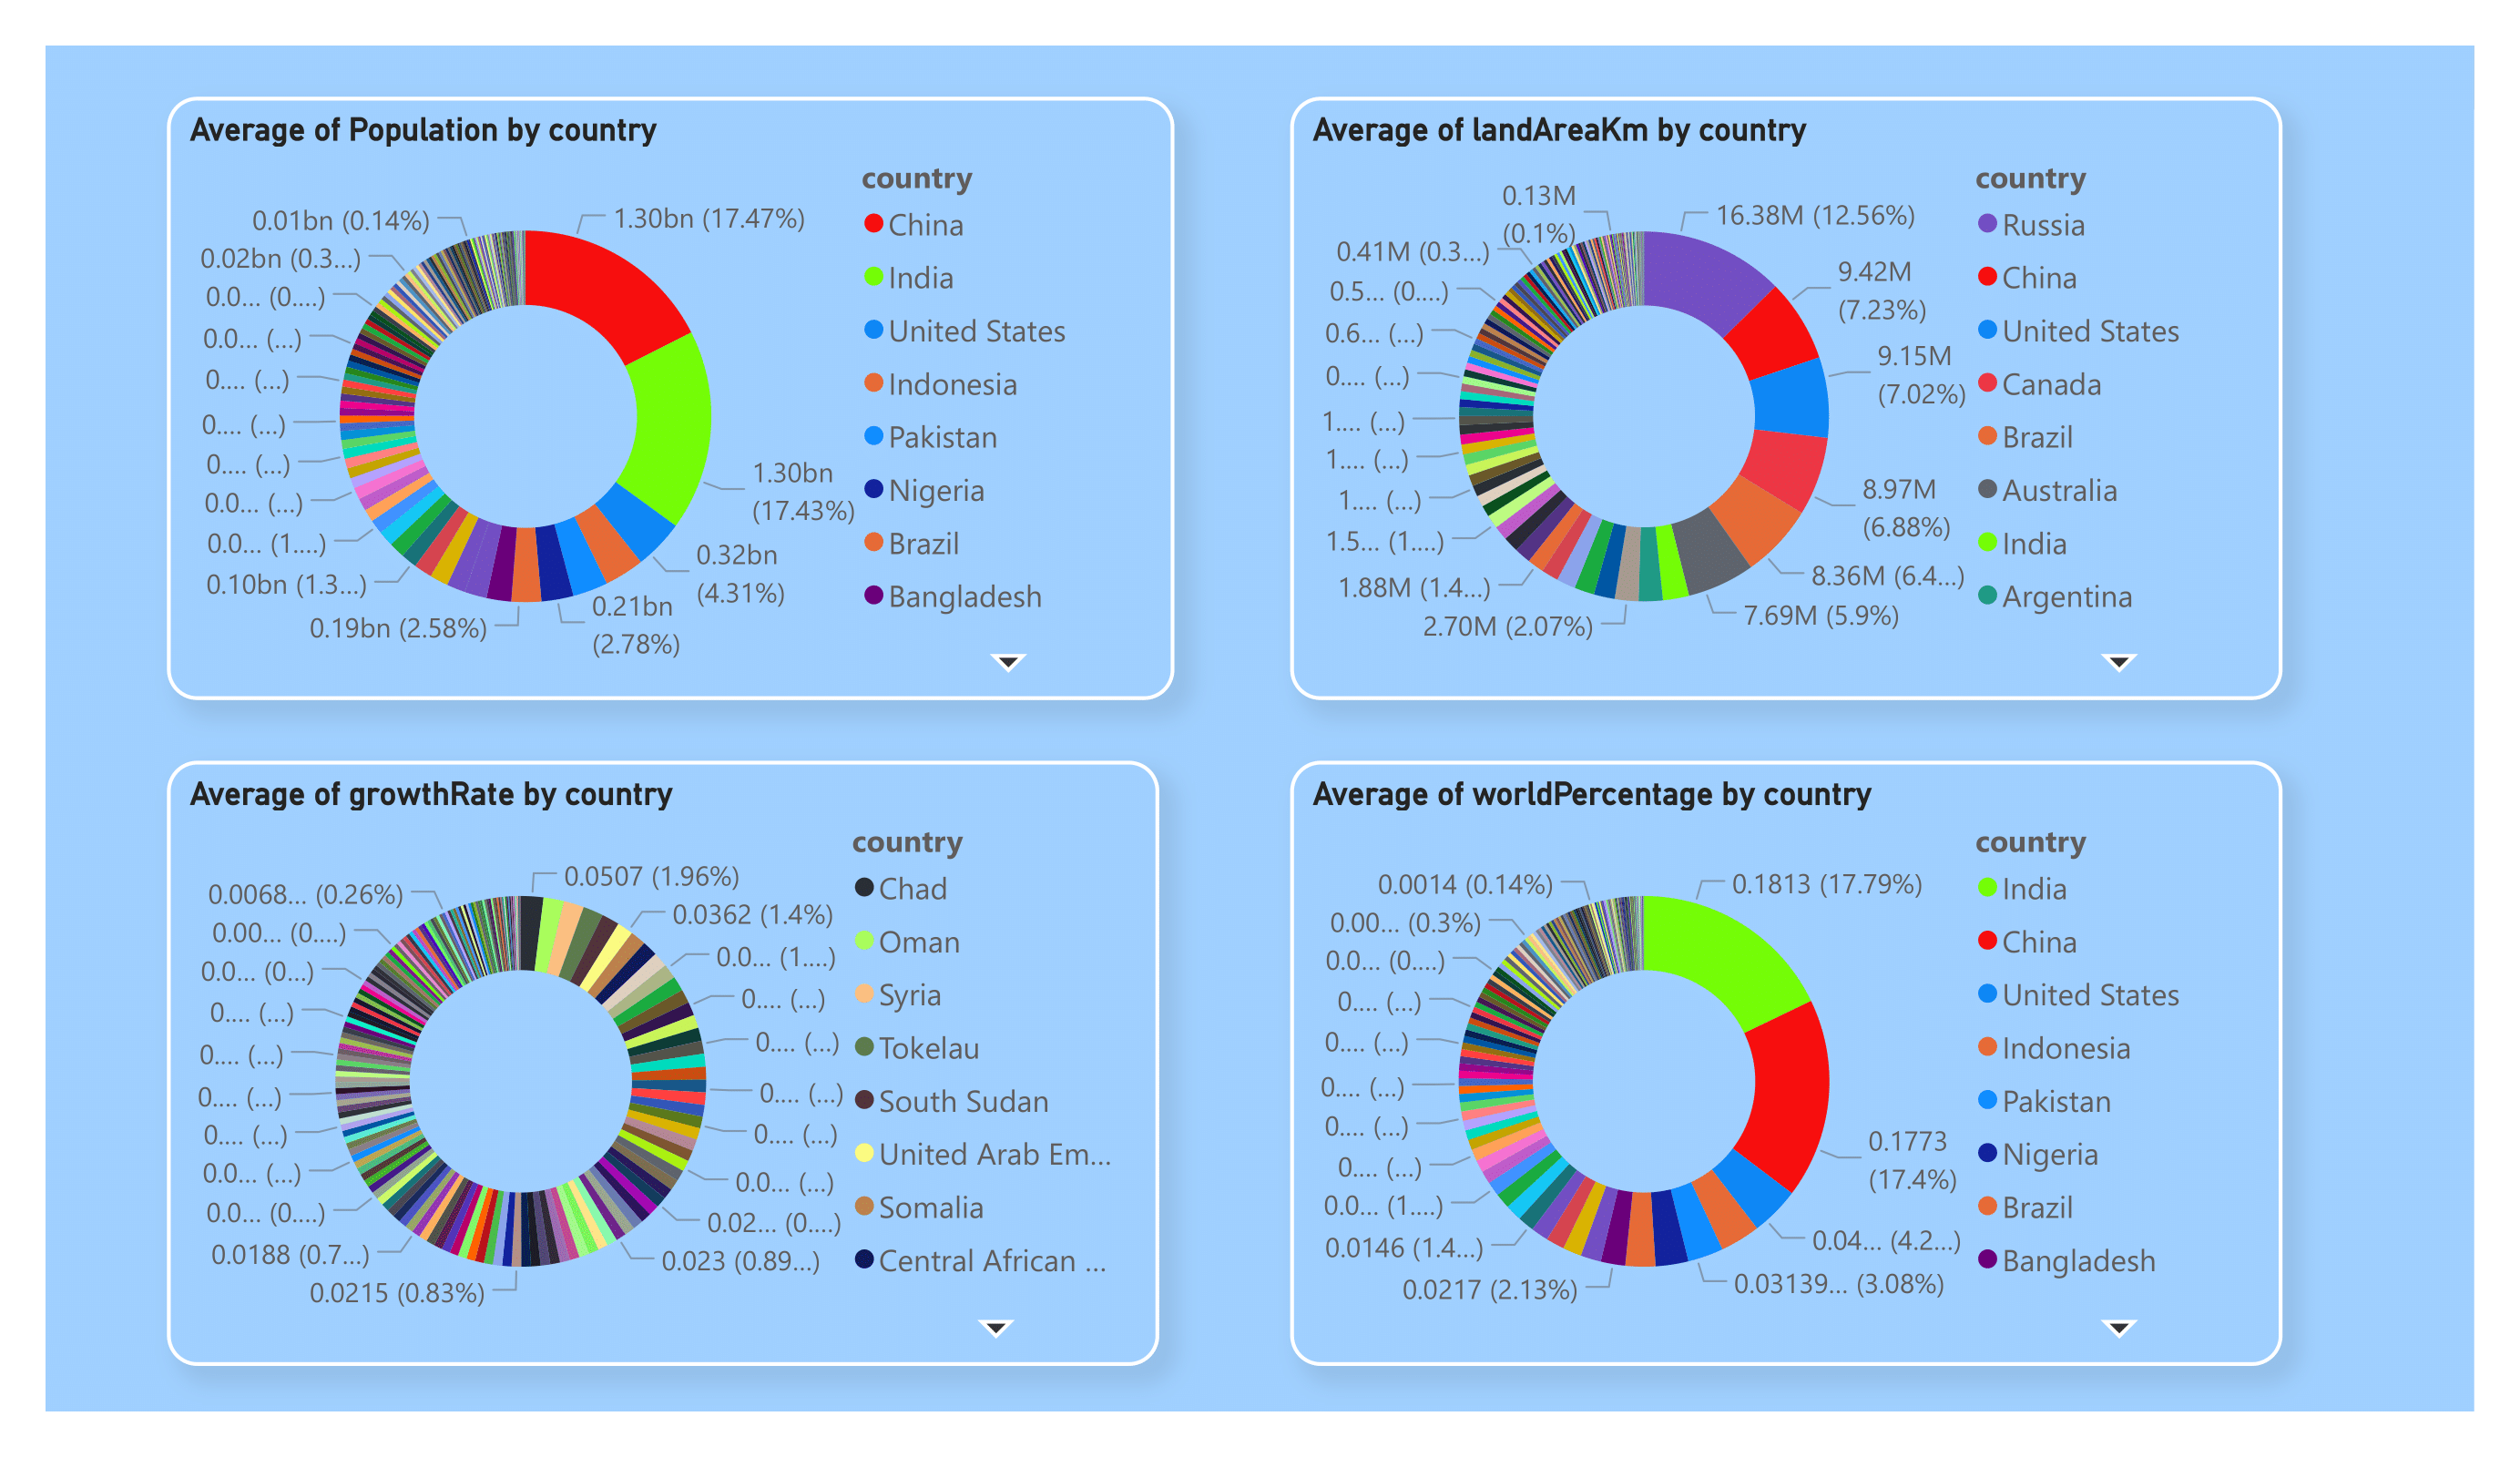 Average of Population by country
country
China
India
United States
Indonesia
Pakistan
Nigeria
Brazil
Bangladesh
1.30bn (17.47%)
1.30bn
(17.43%)
0.32bn
(4.31%)
0.21bn
(2.78%)
0.19bn (2.58%)
0.10bn (1.3...)
0.0... (1....)
0.0... (...)
0.... (...)
0.... (...)
0.... (...)
0.0... (...)
0.0... (0....)
0.02bn (0.3...)
0.01bn (0.14%)
Average of landAreaKm by country
country
Russia
China
United States
Canada
Brazil
Australia
India
Argentina
16.38M (12.56%)
9.42M
(7.23%)
9.15M
(7.02%)
8.97M
(6.88%)
8.36M (6.4...)
7.69M (5.9%)
2.70M (2.07%)
1.88M (1.4...)
1.5... (1....)
1.... (...)
1.... (...)
1.... (...)
0.... (...)
0.6... (...)
0.5... (0....)
0.41M (0.3...)
0.13M
(0.1%)
Average of growthRate by country
country
Chad
Oman
Syria
Tokelau
South Sudan
United Arab Em...
Somalia
Central African ...
0.0507 (1.96%)
0.0362 (1.4%)
0.0... (1....)
0.... (...)
0.... (...)
0.... (...)
0.... (...)
0.0... (...)
0.02... (0....)
0.023 (0.89...)
0.0215 (0.83%)
0.0188 (0.7...)
0.0... (0....)
0.0... (...)
0.... (...)
0.... (...)
0.... (...)
0.... (...)
0.0... (0...)
0.00... (0....)
0.0068... (0.26%)
Average of worldPercentage by country
country
India
China
United States
Indonesia
Pakistan
Nigeria
Brazil
Bangladesh
0.1813 (17.79%)
0.1773
(17.4%)
0.04... (4.2...)
0.03139... (3.08%)
0.0217 (2.13%)
0.0146 (1.4...)
0.0... (1....)
0.... (...)
0.... (...)
0.... (...)
0.... (...)
0.... (...)
0.0... (0....)
0.00... (0.3%)
0.0014 (0.14%)